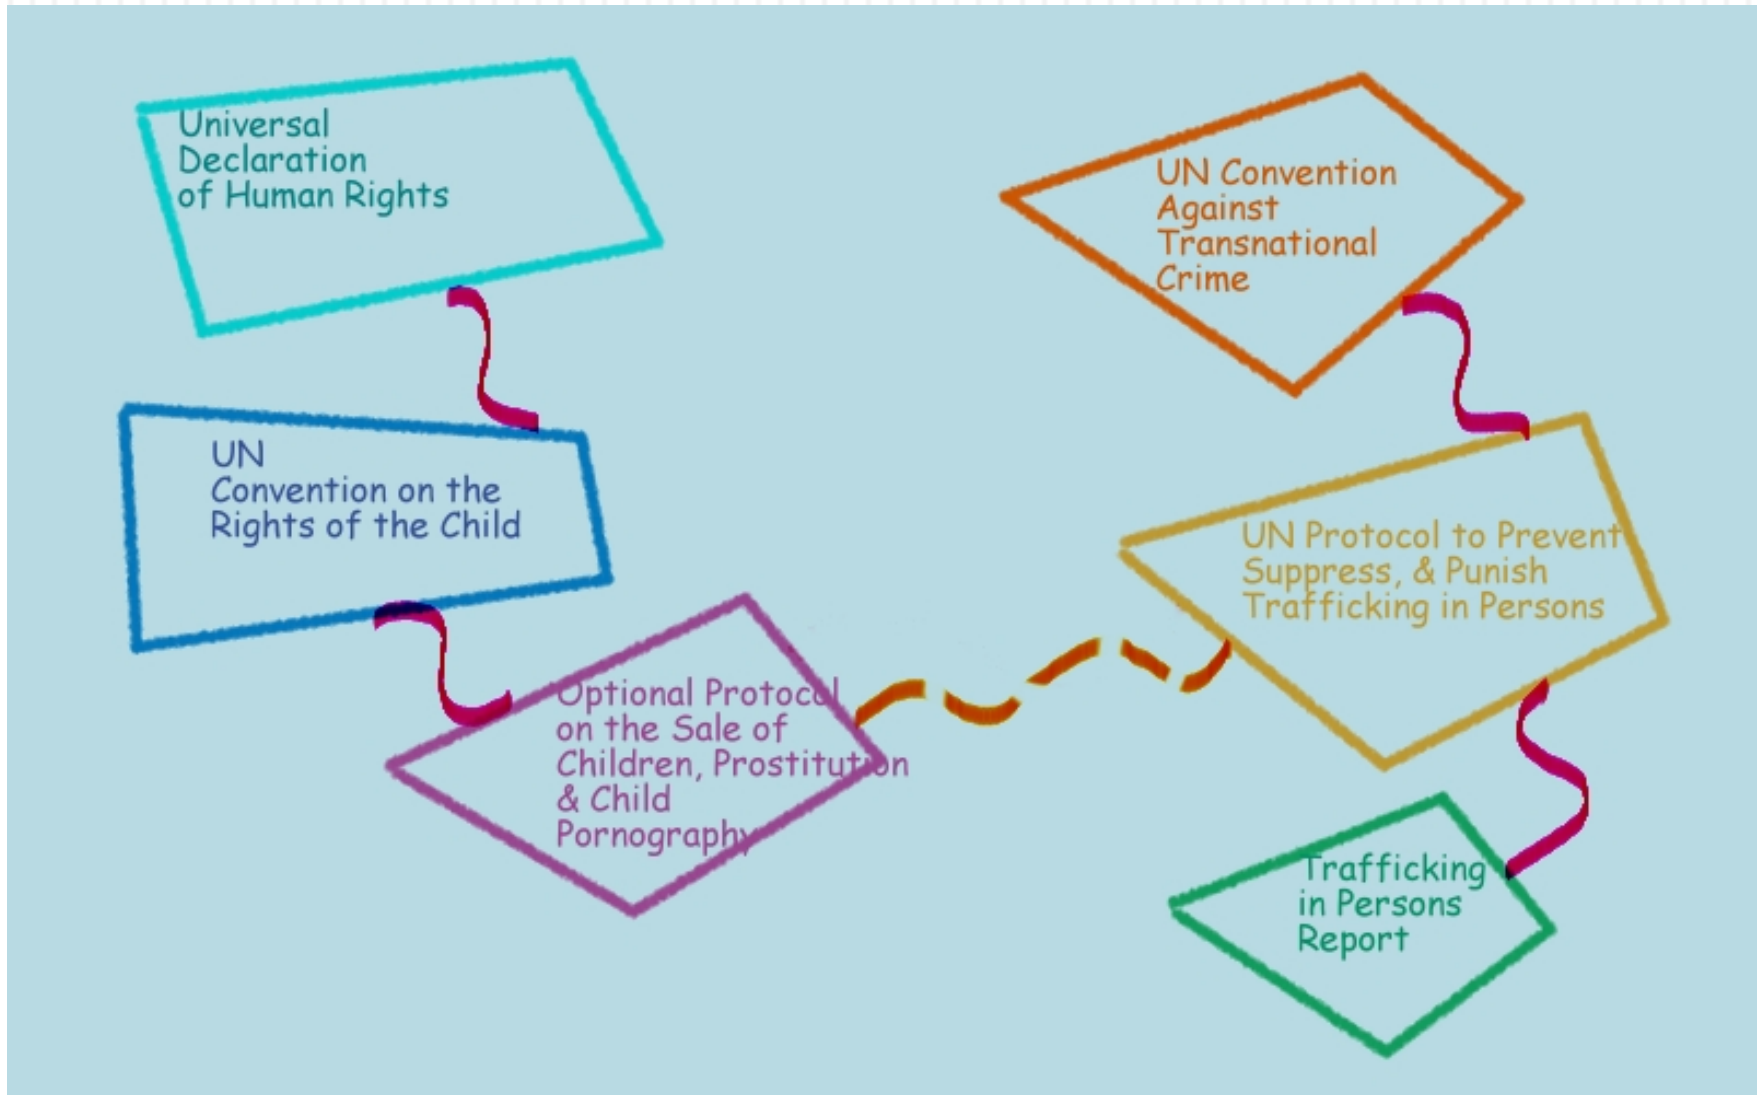 Universal
Declaration
of Human Rights
UN
Convention on the
Rights of the Child
Optional Protocol
on the Sale of
Children, Prostitution
& Child
Pornography
UN Convention
Against
Transnational
Crime
UN Protocol to Prevent
Suppress, & Punish
Trafficking in Persons
Trafficking
in Persons
Report